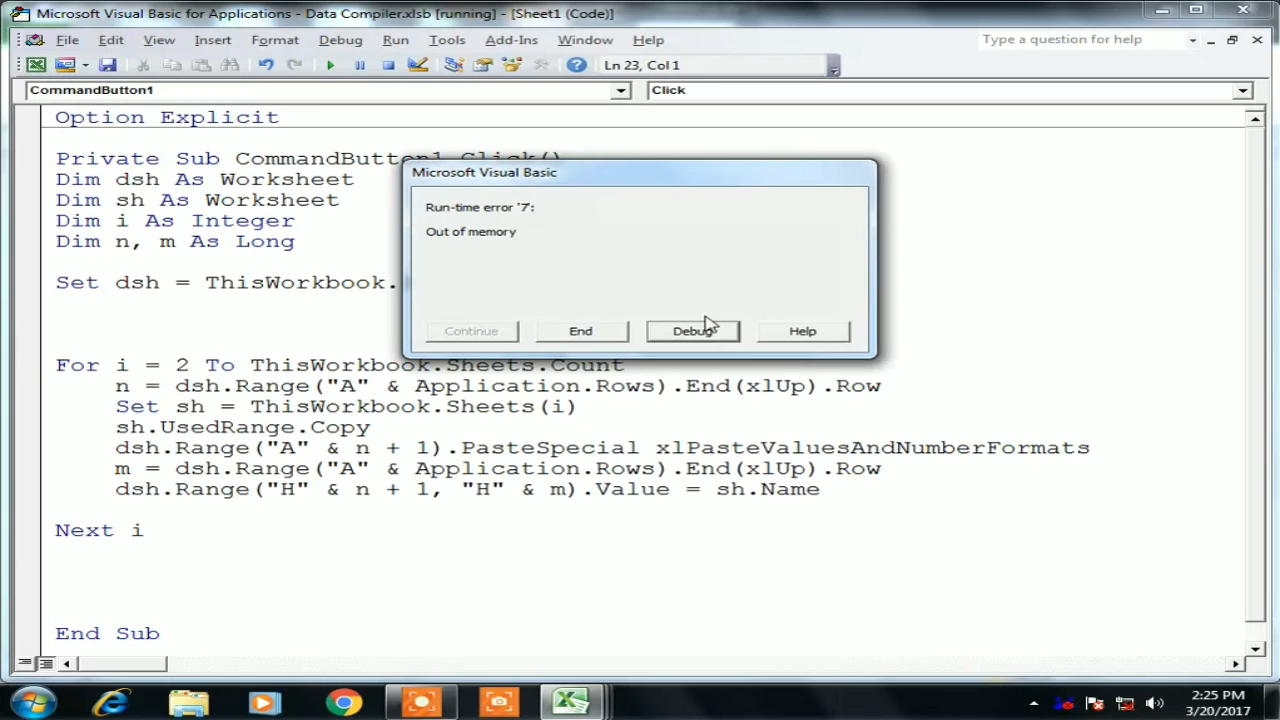 Microsoft Visual Basic for Applications - Data Compiler.xlsb [running] - [Sheet1 (Code)]
File Edit View Insert Format Debug Run Tools Add-Ins Window Help
Type a question for help
Ln 23, Col 1
CommandButton1
Click
Option Explicit
Private Sub CommandButton1_Click()
Dim dsh As Worksheet
Dim sh As Worksheet
Dim i As Integer
Dim n, m As Long
Set dsh = ThisWorkbook.
Microsoft Visual Basic
Run-time error '7':
Out of memory
Continue End Debug Help
For i = 2 To ThisWorkbook.Sheets.Count
n = dsh.Range("A" & Application.Rows).End(xlUp).Row
Set sh = ThisWorkbook.Sheets(i)
sh.UsedRange.Copy
dsh.Range("A" & n + 1).PasteSpecial xlPasteValuesAndNumberFormats
m = dsh.Range("A" & Application.Rows).End(xlUp).Row
dsh.Range("H" & n + 1, "H" & m).Value = sh.Name
Next i
End Sub
2:25 PM
3/20/2017